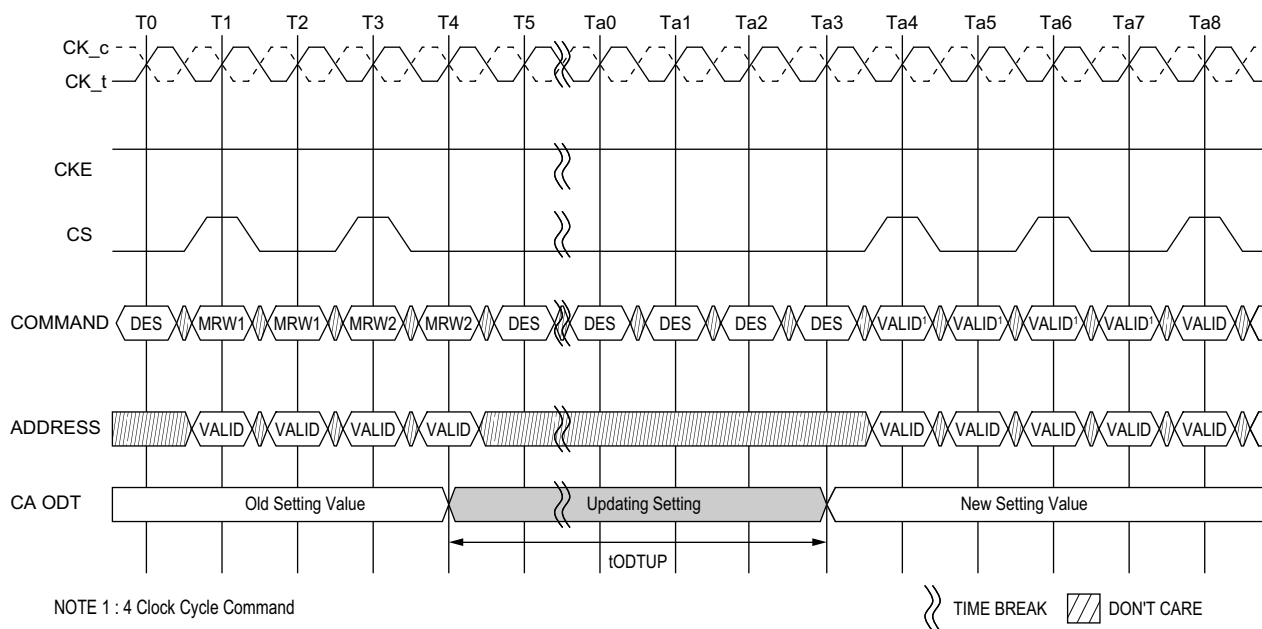 T0 T1 T2 T3 T4 T5 Ta0 Ta1 Ta2 Ta3 Ta4 Ta5 Ta6 Ta7 Ta8
CK_c
CK_t
CKE
CS
COMMAND DES MRW1 MRW1 MRW2 MRW2 DES DES DES DES DES VALID¹ VALID¹ VALID¹ VALID¹ VALID
ADDRESS VALID VALID VALID VALID VALID VALID VALID VALID VALID
CA ODT Old Setting Value Updating Setting New Setting Value
tODTUP
NOTE 1 : 4 Clock Cycle Command TIME BREAK DON'T CARE